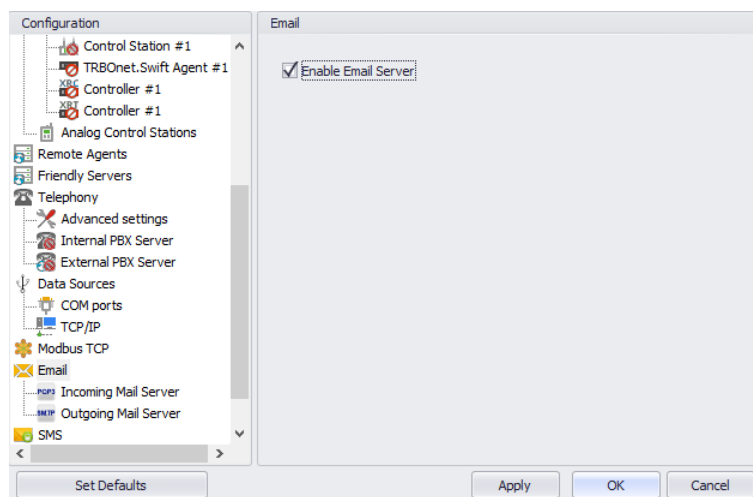 Configuration
Control Station #1
TRBOnet.Swift Agent #1
XRC
Controller #1
XRT
Controller #1
Analog Control Stations
Remote Agents
Friendly Servers
Telephony
Advanced settings
Internal PBX Server
External PBX Server
Data Sources
COM ports
TCP/IP
Modbus TCP
Email
POP3
Incoming Mail Server
SMTP
Outgoing Mail Server
SMS
Email
Enable Email Server
Set Defaults
Apply
OK
Cancel